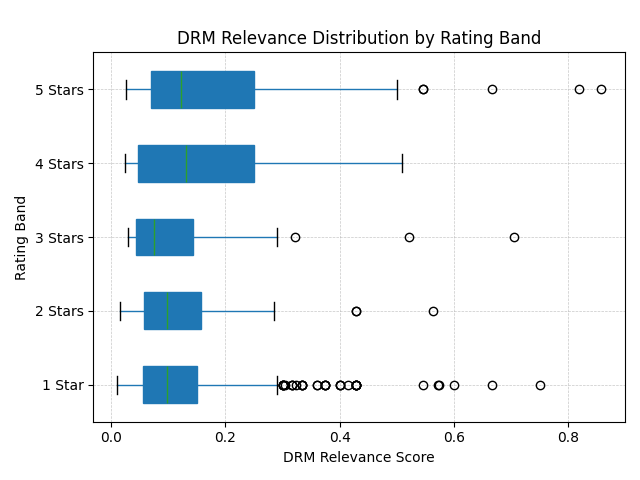 DRM Relevance Distribution by Rating Band
5 Stars
4 Stars
3 Stars
2 Stars
1 Star
Rating Band
0.0 0.2 0.4 0.6 0.8
DRM Relevance Score